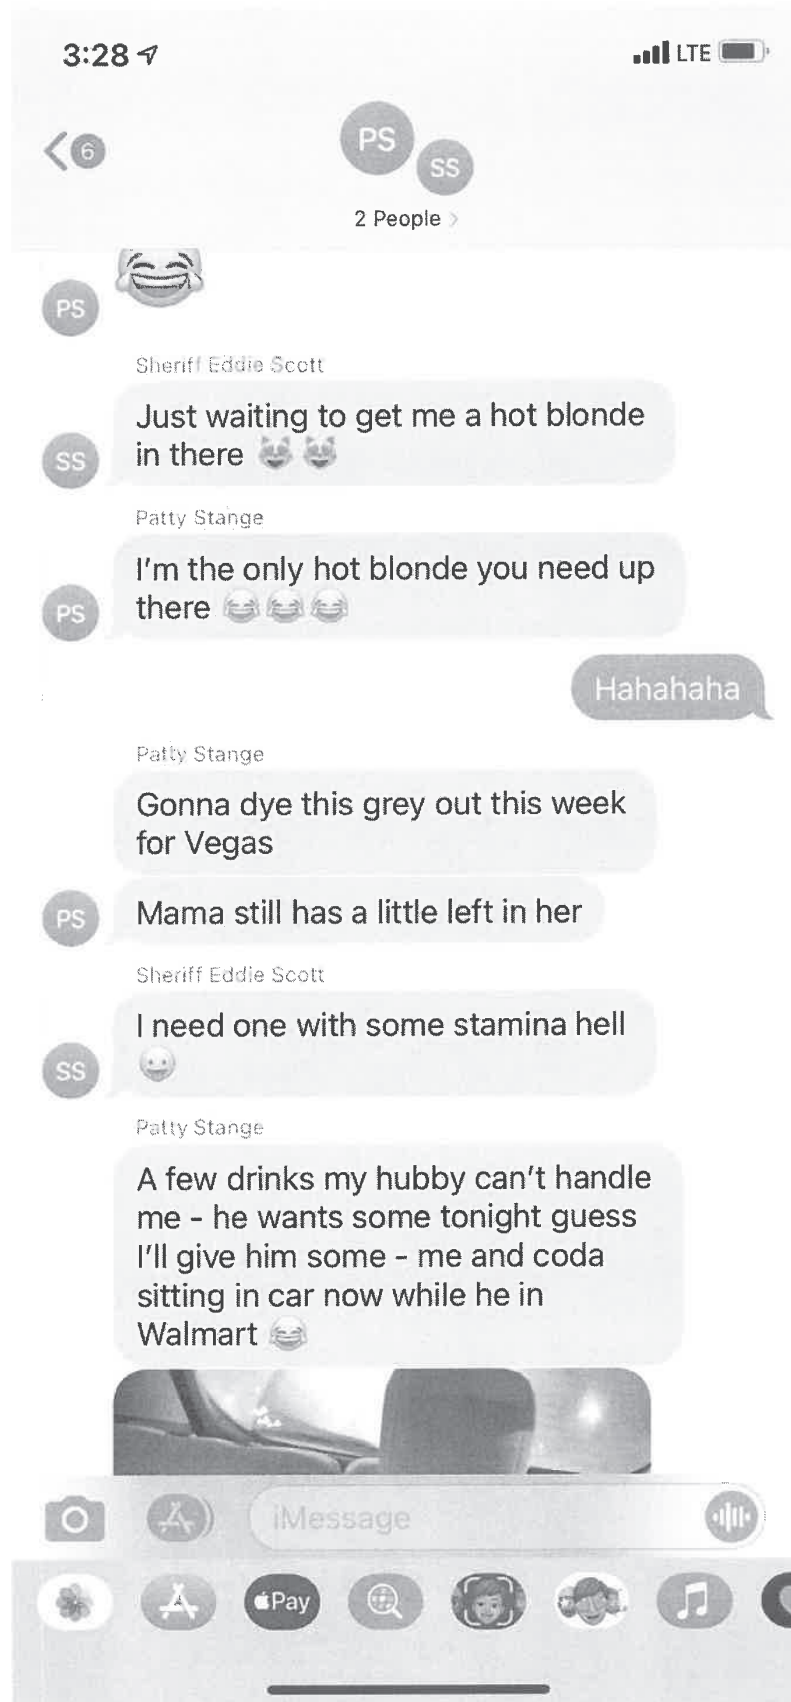 3:28
LTE
6
PS
SS
2 People
PS
Sheriff Eddie Scott
Just waiting to get me a hot blonde
in there
SS
Patty Stange
I'm the only hot blonde you need up
there
PS
Hahahaha
Patty Stange
Gonna dye this grey out this week
for Vegas
Mama still has a little left in her
PS
Sheriff Eddie Scott
I need one with some stamina hell
SS
Patty Stange
A few drinks my hubby can't handle
me - he wants some tonight guess
I'll give him some - me and coda
sitting in car now while he in
Walmart
iMessage
Pay